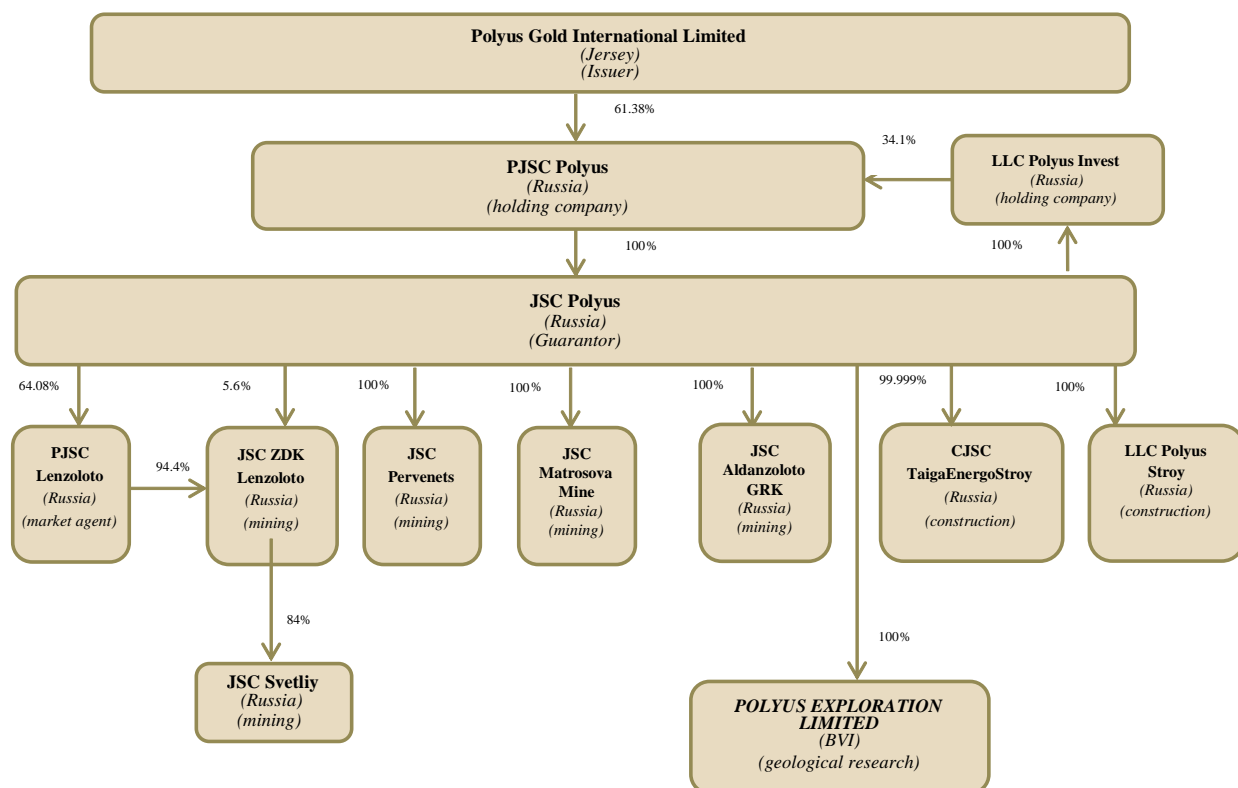 Polyus Gold International Limited
(Jersey)
(Issuer)
61.38%
PJSC Polyus
(Russia)
(holding company)
34.1%
LLC Polyus Invest
(Russia)
(holding company)
100%
100%
JSC Polyus
(Russia)
(Guarantor)
64.08%
5.6%
100%
100%
100%
99.999%
100%
PJSC
Lenzoloto
(Russia)
(market agent)
94.4%
JSC ZDK
Lenzoloto
(Russia)
(mining)
JSC
Pervenets
(Russia)
(mining)
JSC
Matrosova
Mine
(Russia)
(mining)
JSC
Aldanzoloto
GRK
(Russia)
(mining)
CJSC
TaigaEnergoStroy
(Russia)
(construction)
LLC Polyus
Stroy
(Russia)
(construction)
84%
100%
JSC Svetliy
(Russia)
(mining)
POLYUS EXPLORATION
LIMITED
(BVI)
(geological research)